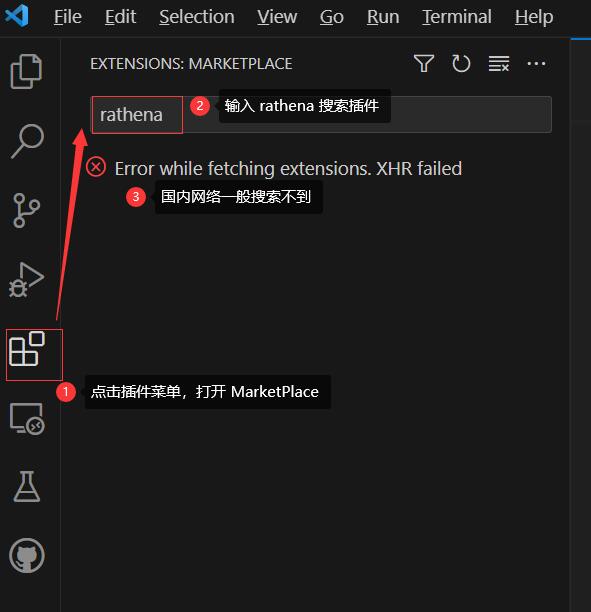 File Edit Selection View Go Run Terminal Help
EXTENSIONS: MARKETPLACE
rathena
2 输入 rathena 搜索插件
Error while fetching extensions. XHR failed
3 国内网络一般搜索不到
1 点击插件菜单，打开 MarketPlace